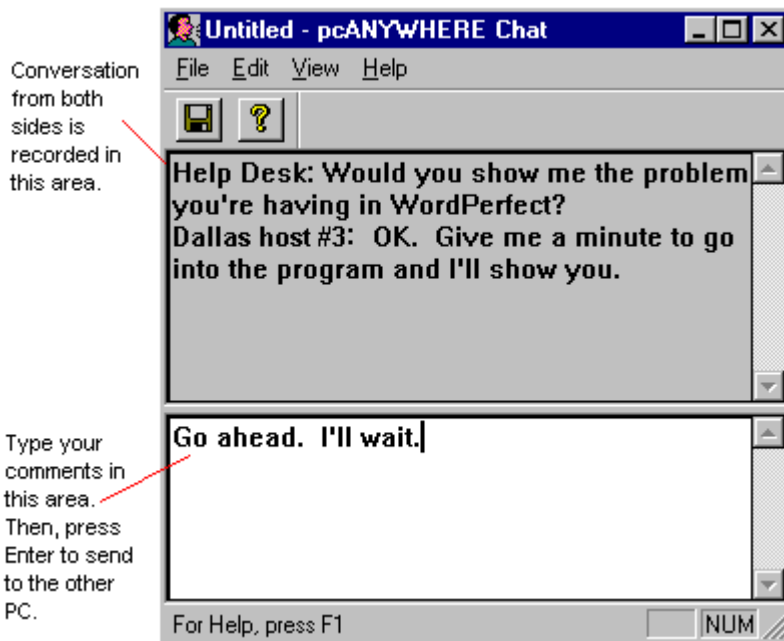 Untitled - pcANYWHERE Chat
File Edit View Help
Conversation
from both
sides is
recorded in
this area.
Help Desk: Would you show me the problem
you're having in WordPerfect?
Dallas host #3:  OK.  Give me a minute to go
into the program and I'll show you.
Type your
comments in
this area.
Then, press
Enter to send
to the other
PC.
Go ahead.  I'll wait.
For Help, press F1
NUM